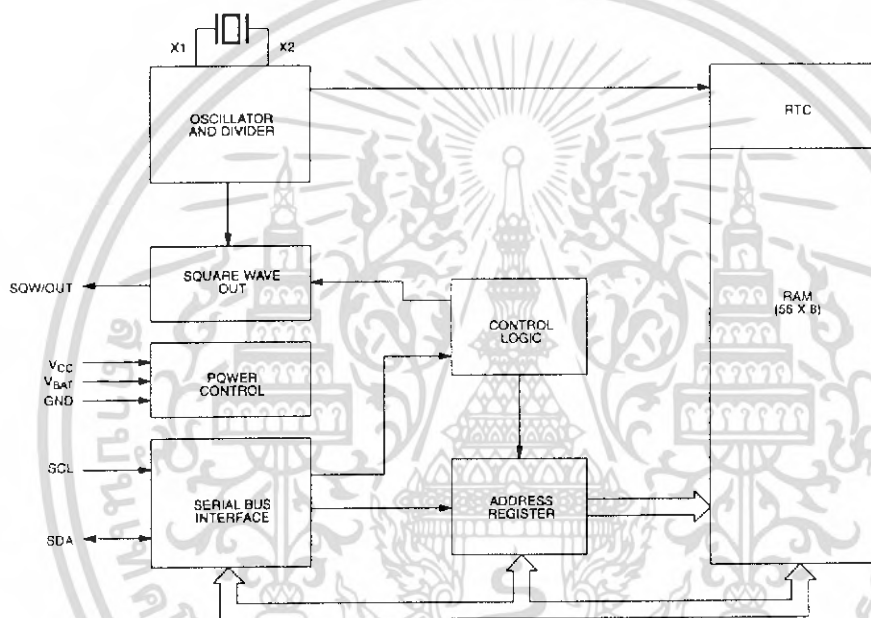 X1
X2
OSCILLATOR
AND DIVIDER
RTC
SQW/OUT
SQUARE WAVE
OUT
CONTROL
LOGIC
RAM
(56 X 8)
VCC
VBAT
GND
POWER
CONTROL
SCL
SDA
SERIAL BUS
INTERFACE
ADDRESS
REGISTER